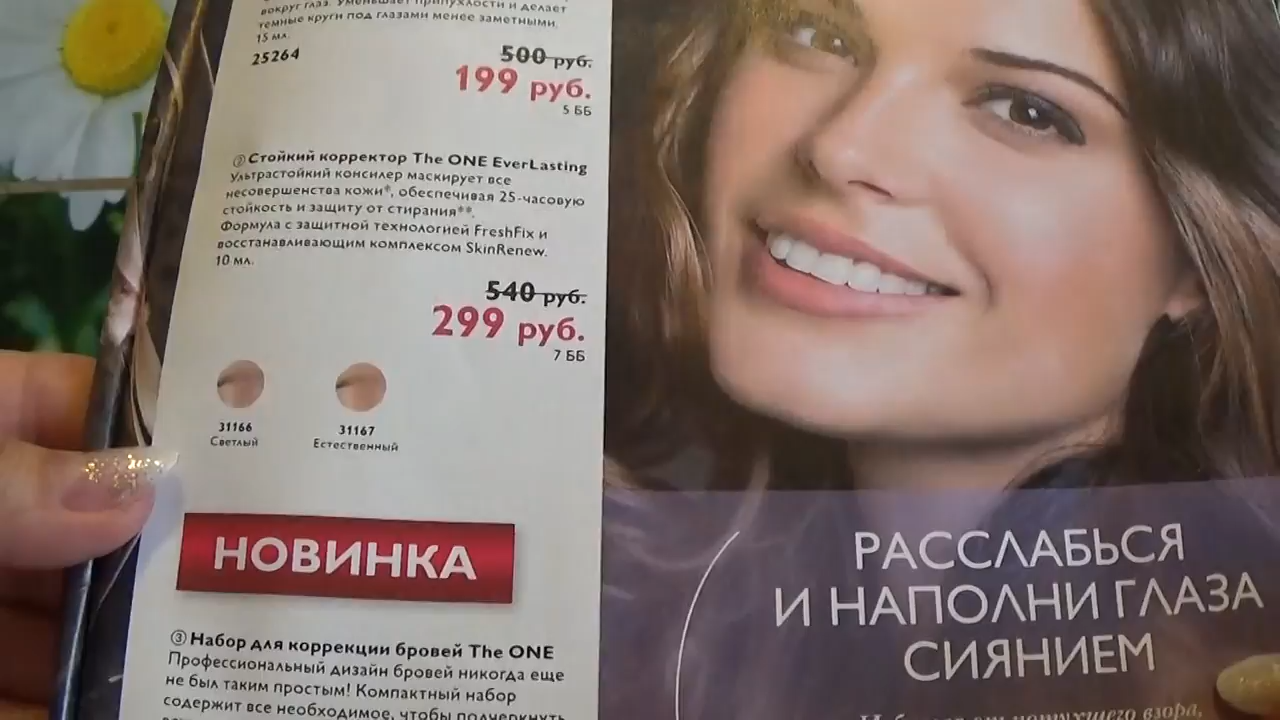 вокруг глаз. Уменьшает припухлости и делает
темные круги под глазами менее заметными.
15 мл.
25264
500 руб.
199 руб.
5 ББ
② Стойкий корректор The ONE EverLasting
Ультрастойкий консилер маскирует все
несовершенства кожи*, обеспечивая 25-часовую
стойкость и защиту от стирания**.
Формула с защитной технологией FreshFix и
восстанавливающим комплексом SkinRenew.
10 мл.
540 руб.
299 руб.
7 ББ
31166
Светлый
31167
Естественный
НОВИНКА
③ Набор для коррекции бровей The ONE
Профессиональный дизайн бровей никогда еще
не был таким простым! Компактный набор
содержит все необходимое, чтобы подчеркнуть
РАССЛАБЬСЯ
И НАПОЛНИ ГЛАЗА
СИЯНИЕМ
взора,